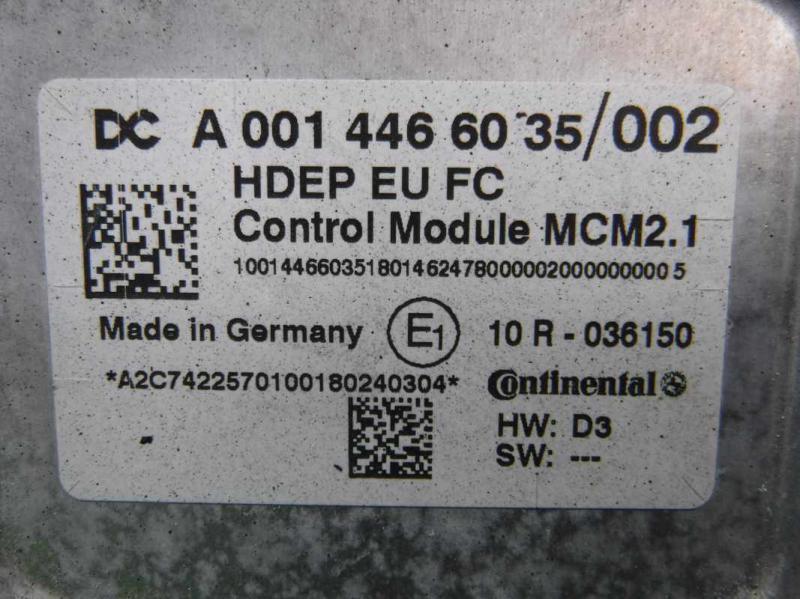 DC A 001 446 60 35/002
HDEP EU FC
Control Module MCM2.1
10014466035180146247800000200000000005
Made in Germany E1 10 R - 036150
*A2C7422570100180240304* Continental
HW: D3
SW: ---